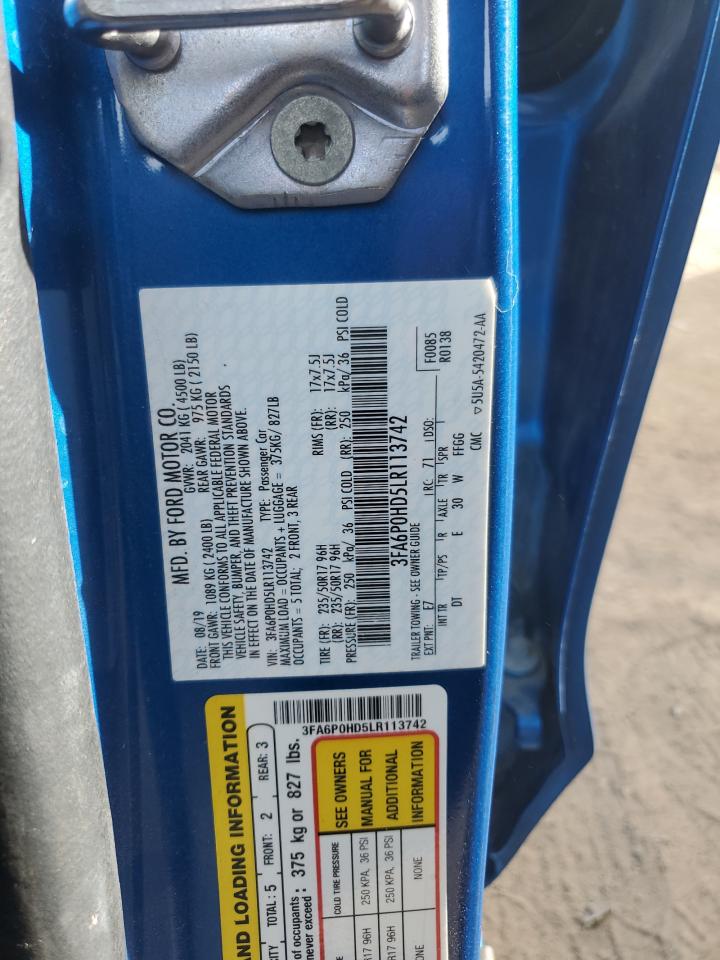 MFD. BY FORD MOTOR CO.
DATE: 08/19 GVWR: 2041 KG ( 4500 LB)
FRONT GAWR: 1089 KG (2400 LB) REAR GAWR: 975 KG ( 2150 LB)
THIS VEHICLE CONFORMS TO ALL APPLICABLE FEDERAL MOTOR
VEHICLE SAFETY, BUMPER, AND THEFT PREVENTION STANDARDS
IN EFFECT ON THE DATE OF MANUFACTURE SHOWN ABOVE.
VIN: 3FA6P0HD5LR113742 TYPE: Passenger Car
MAXIMUM LOAD = OCCUPANTS + LUGGAGE = 375KG/ 827LB
OCCUPANTS = 5 TOTAL; 2 FRONT, 3 REAR
TIRE (FR): 235/50R17 96H RIMS (FR): 17x7.5J
(RR): 235/50R17 96H (RR): 17x7.5J
PRESSURE (FR): 250 kPa/ 36 PSI COLD (RR): 250 kPa/ 36 PSI COLD
3FA6P0HD5LR113742
TRAILER TOWING - SEE OWNER GUIDE
EXT PNT: E7 RC: 71 DSO: F0085
INT TR TP/PS R AXLE TR SPR R0138
DT E 30 W FFGG
CMC ▽5U5A-5420472-AA
3FA6P0HD5LR113742
AND LOADING INFORMATION
CITY TOTAL : 5 FRONT: 2 REAR: 3
of occupants
never exceed : 375 kg or 827 lbs.
COLD TIRE PRESSURE SEE OWNERS
R17 96H 250 KPA, 36 PSI MANUAL FOR
R17 96H 250 KPA, 36 PSI ADDITIONAL
ONE NONE INFORMATION